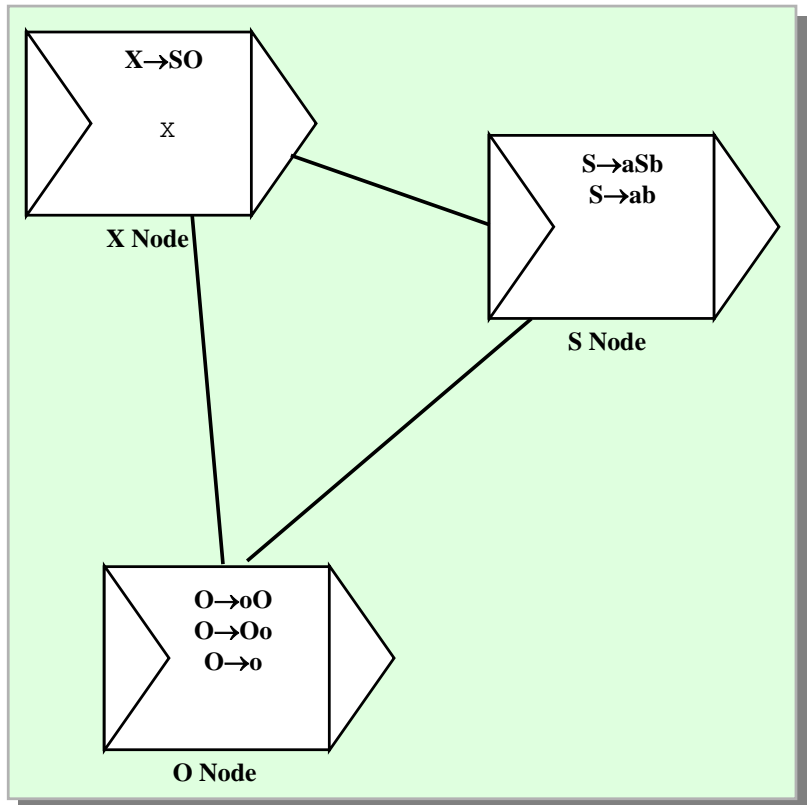 X→SO
X
X Node
S→aSb
S→ab
S Node
O→oO
O→Oo
O→o
O Node